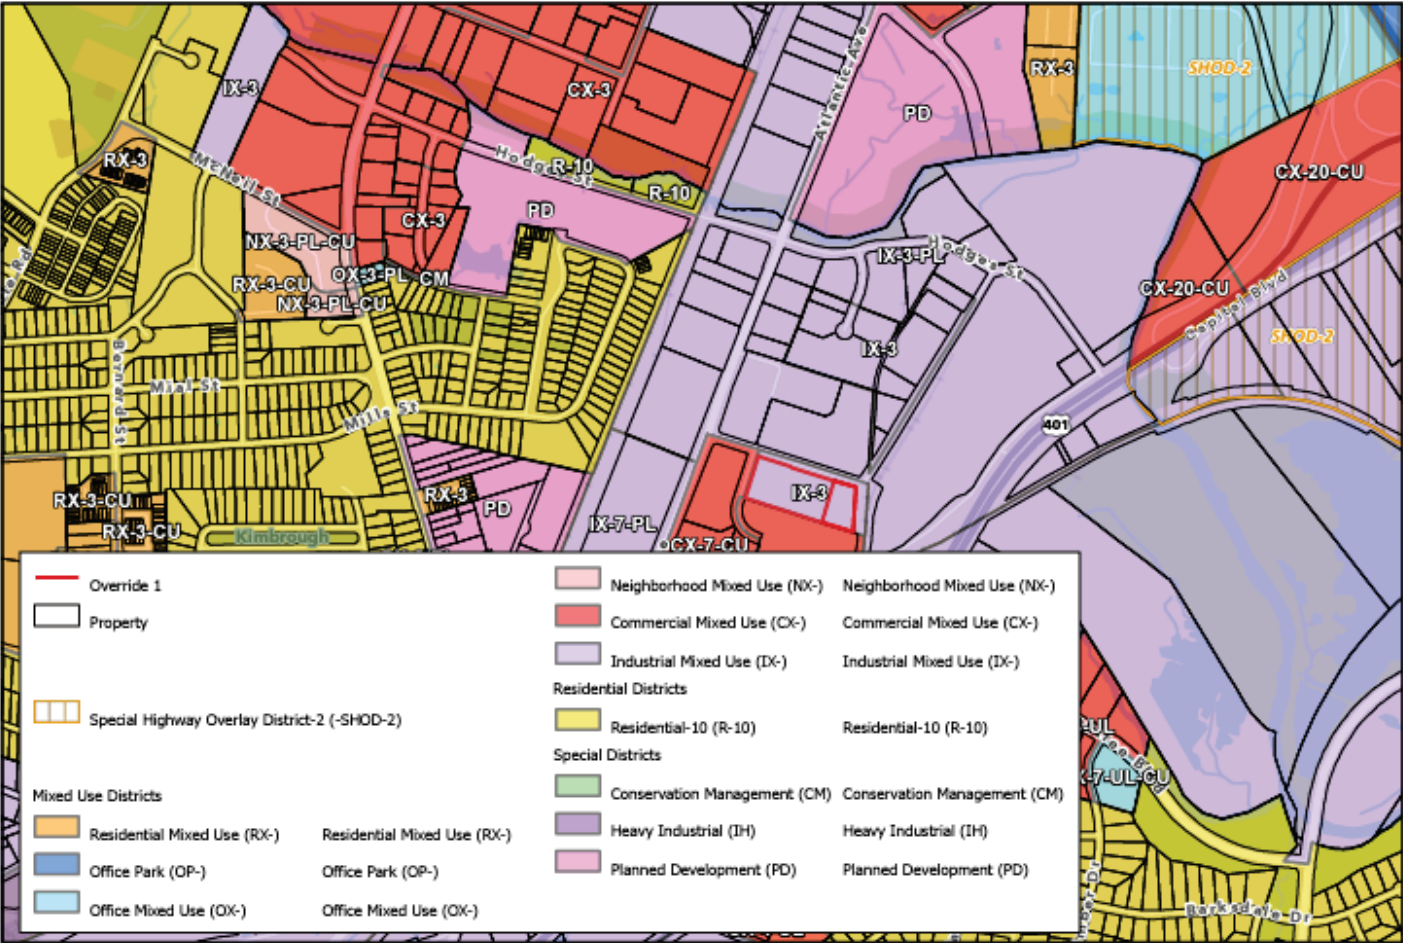 SHOD-2
RX-3
IX-3
CX-3
Atlantic Ave
PD
RX-3
McNeil St
Hodges St
R-10
CX-20-CU
R-10
CX-3
PD
NX-3-PL-CU
Hodges St
IX-3-PL
OX-3-PL
CM
RX-3-CU
CX-20-CU
NX-3-PL-CU
Capital Blvd
SHOD-2
IX-3
Bernard St
Mial St
Mills St
401
RX-3-CU
RX-3
PD
IX-3
RX-3-CU
IX-7-PL
Kimbrough
CX-7-CU
Override 1
Property
Special Highway Overlay District-2 (-SHOD-2)
Mixed Use Districts
Residential Mixed Use (RX-) Residential Mixed Use (RX-)
Office Park (OP-) Office Park (OP-)
Office Mixed Use (OX-) Office Mixed Use (OX-)
Neighborhood Mixed Use (NX-) Neighborhood Mixed Use (NX-)
Commercial Mixed Use (CX-) Commercial Mixed Use (CX-)
Industrial Mixed Use (IX-) Industrial Mixed Use (IX-)
Residential Districts
Residential-10 (R-10) Residential-10 (R-10)
Special Districts
Conservation Management (CM) Conservation Management (CM)
Heavy Industrial (IH) Heavy Industrial (IH)
Planned Development (PD) Planned Development (PD)
-UL
-7-UL-CU
Blvd
Barksdale Dr